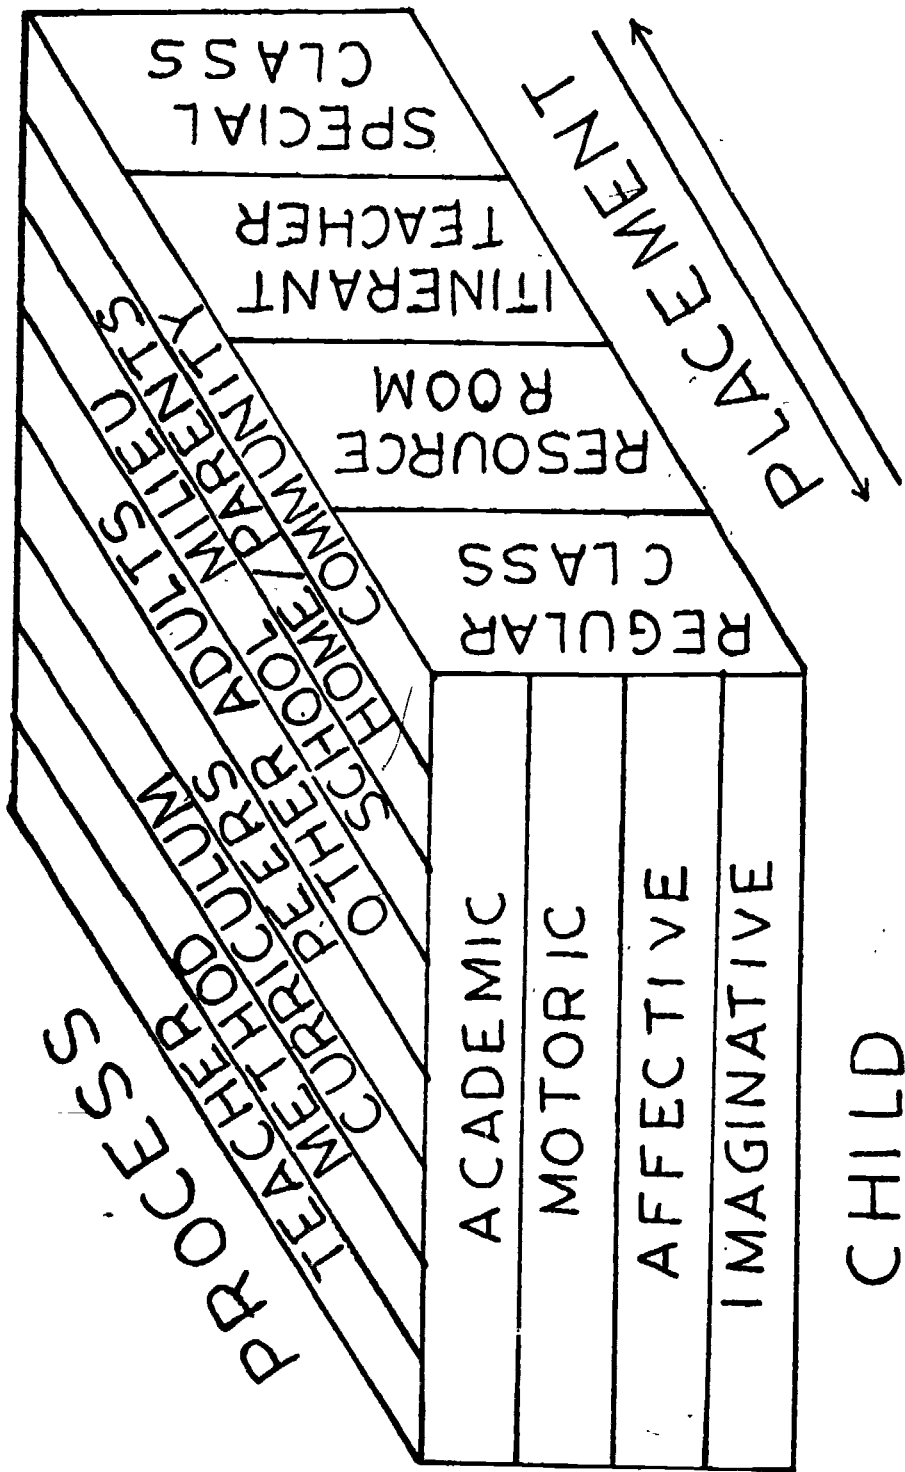 PROCESS
TEACHER
METHOD
CURRICULUM
PEERS
OTHER ADULTS
SCHOOL MILIEU
HOME/PARENTS
COMMUNITY
ACADEMIC
MOTORIC
AFFECTIVE
IMAGINATIVE
CHILD
REGULAR
CLASS
RESOURCE
ROOM
ITINERANT
TEACHER
SPECIAL
CLASS
PLACEMENT